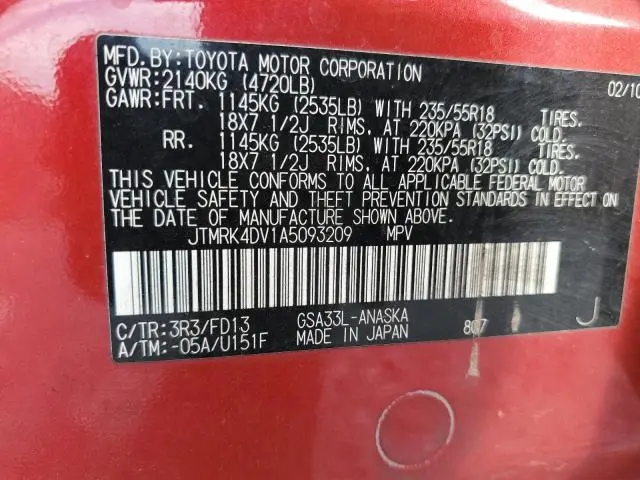 MFD. BY: TOYOTA MOTOR CORPORATION 02/10
GVWR: 2140KG (4720LB)
GAWR: FRT. 1145KG (2535LB) WITH 235/55R18 TIRES.
18X7 1/2J RIMS, AT 220KPA (32PSI) COLD.
RR. 1145KG (2535LB) WITH 235/55R18 TIRES.
18X7 1/2J RIMS, AT 220KPA (32PSI) COLD.
THIS VEHICLE CONFORMS TO ALL APPLICABLE FEDERAL MOTOR
VEHICLE SAFETY AND THEFT PREVENTION STANDARDS IN EFFECT ON
THE DATE OF MANUFACTURE SHOWN ABOVE.
JTMRK4DV1A5093209 MPV
C/TR: 3R3/FD13 GSA33L-ANASKA
A/TM: -05A/U151F MADE IN JAPAN 807 J